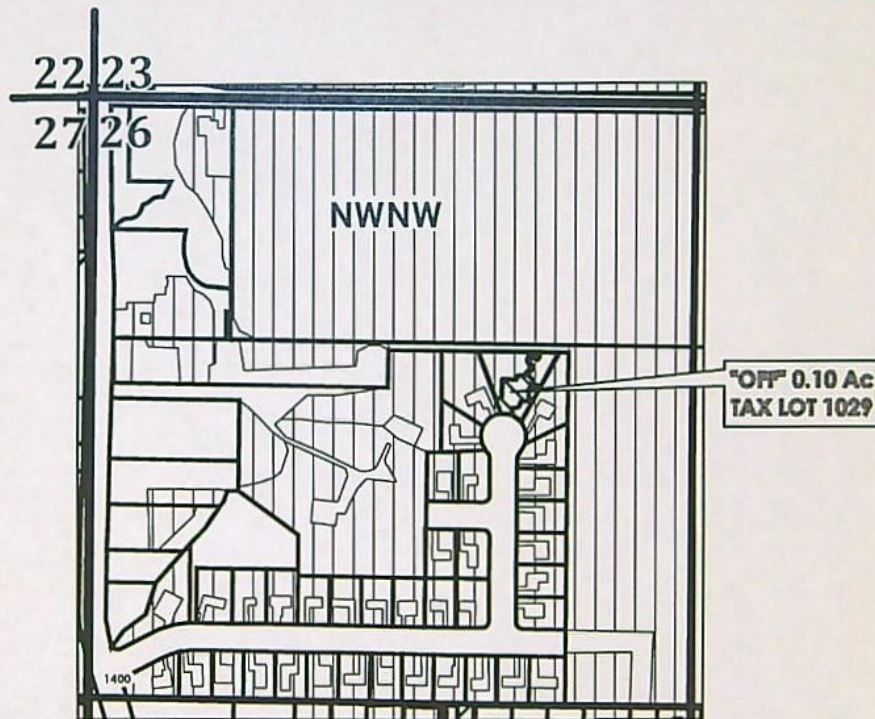 22 23
27 26
NWNW
"OFF" 0.10 Ac
TAX LOT 1029
1400